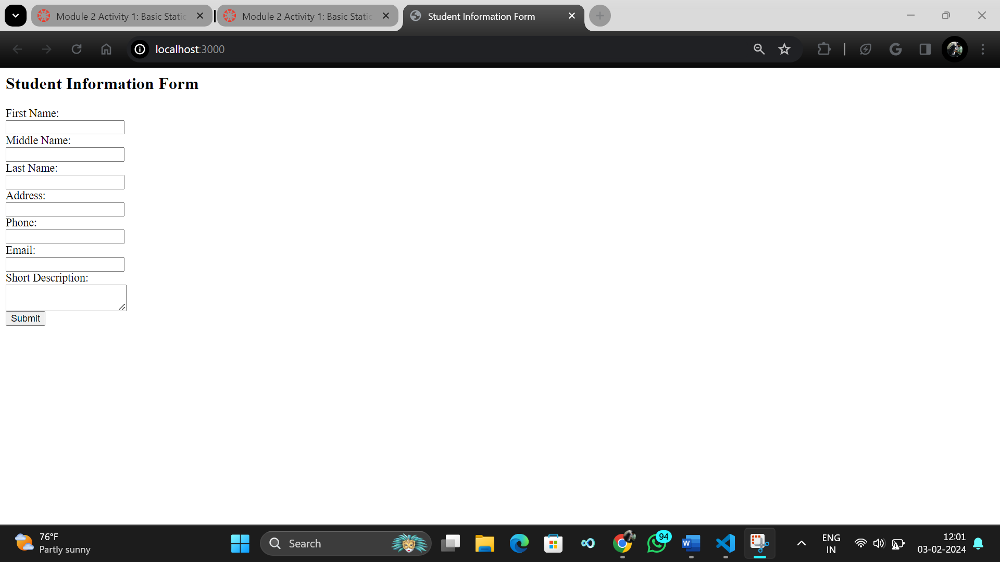 Module 2 Activity 1: Basic Static
Module 2 Activity 1: Basic Static
Student Information Form
localhost:3000
Student Information Form
First Name:
Middle Name:
Last Name:
Address:
Phone:
Email:
Short Description:
Submit
76°F
Partly sunny
Search
94
ENG
IN
12:01
03-02-2024